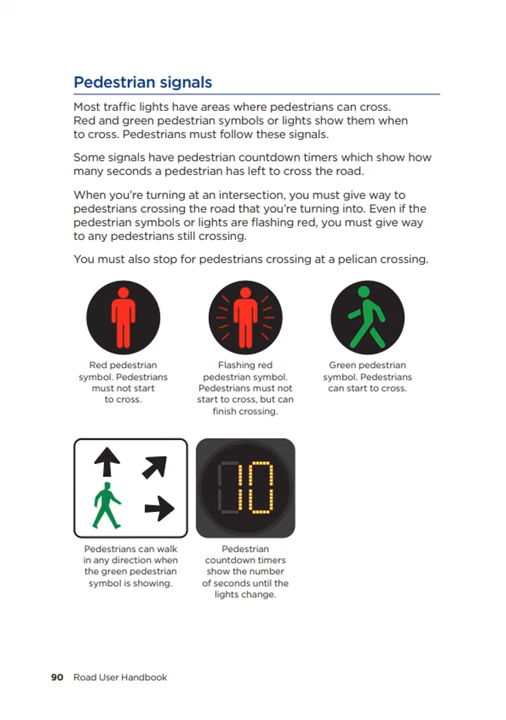 Pedestrian signals
Most traffic lights have areas where pedestrians can cross.
Red and green pedestrian symbols or lights show them when
to cross. Pedestrians must follow these signals.
Some signals have pedestrian countdown timers which show how
many seconds a pedestrian has left to cross the road.
When you're turning at an intersection, you must give way to
pedestrians crossing the road that you're turning into. Even if the
pedestrian symbols or lights are flashing red, you must give way
to any pedestrians still crossing.
You must also stop for pedestrians crossing at a pelican crossing.
Red pedestrian
symbol. Pedestrians
must not start
to cross.
Flashing red
pedestrian symbol.
Pedestrians must not
start to cross, but can
finish crossing.
Green pedestrian
symbol. Pedestrians
can start to cross.
10
Pedestrians can walk
in any direction when
the green pedestrian
symbol is showing.
Pedestrian
countdown timers
show the number
of seconds until the
lights change.
90 Road User Handbook